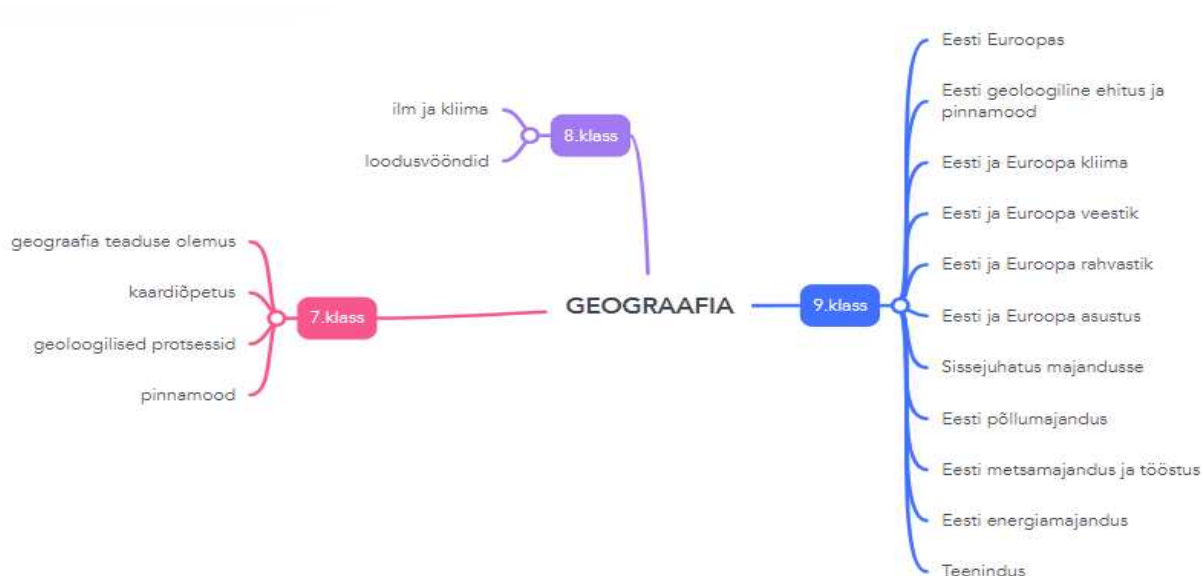 GEOGRAAFIA
7.klass
geograafia teaduse olemus
kaardiõpetus
geoloogilised protsessid
pinnamood
8.klass
ilm ja kliima
loodusvööndid
9.klass
Eesti Euroopas
Eesti geoloogiline ehitus ja
pinnamood
Eesti ja Euroopa kliima
Eesti ja Euroopa veestik
Eesti ja Euroopa rahvastik
Eesti ja Euroopa asustus
Sissejuhatus majandusse
Eesti põllumajandus
Eesti metsamajandus ja tööstus
Eesti energiamajandus
Teenindus